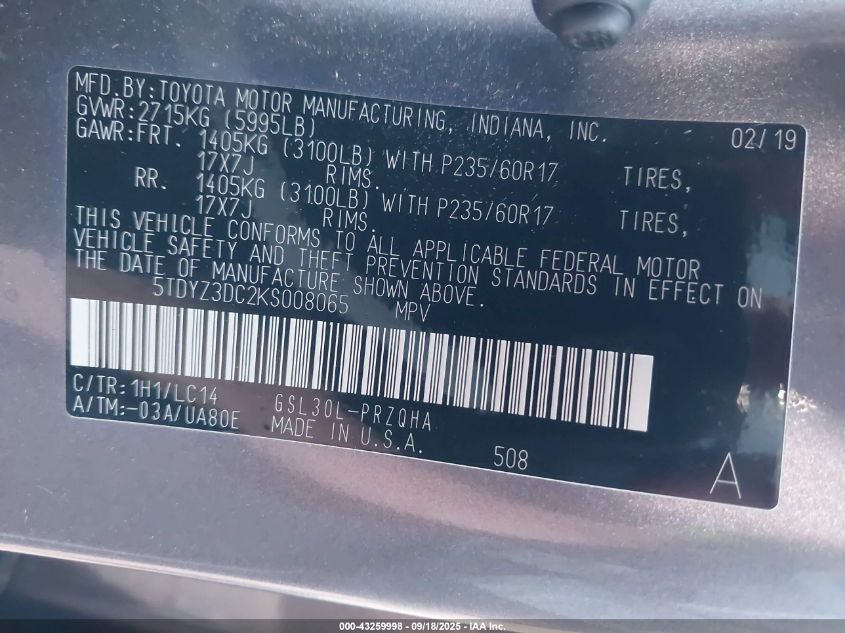 MFD.BY:TOYOTA MOTOR MANUFACTURING, INDIANA, INC. 02/19
GVWR:2715KG (5995LB)
GAWR:FRT. 1405KG (3100LB) WITH P235/60R17 TIRES,
17X7J RIMS.
RR. 1405KG (3100LB) WITH P235/60R17 TIRES,
17X7J RIMS.
THIS VEHICLE CONFORMS TO ALL APPLICABLE FEDERAL MOTOR
VEHICLE SAFETY AND THEFT PREVENTION STANDARDS IN EFFECT ON
THE DATE OF MANUFACTURE SHOWN ABOVE.
5TDYZ3DC2KS008065 MPV
C/TR:1H1/LC14 GSL30L-PRZQHA
A/TM:-03A/UA80E MADE IN U.S.A.
508
A
000-43259998 - 09/18/2025 - IAA Inc.